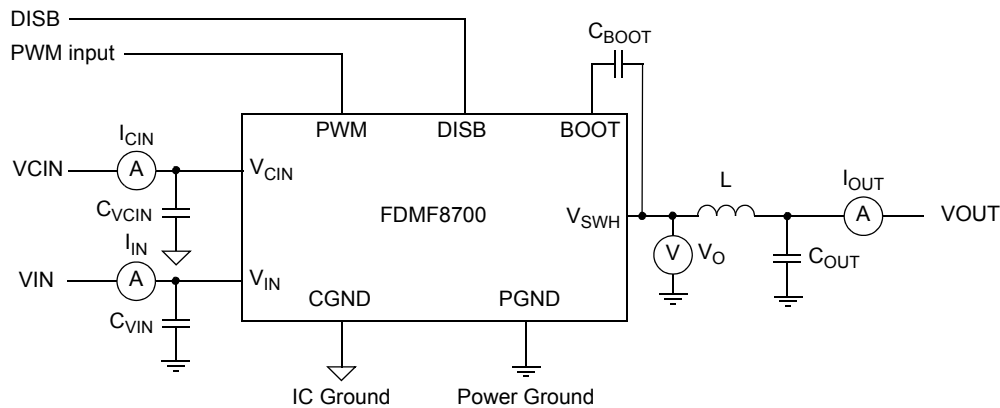 DISB
PWM input
C_BOOT
PWM
DISB
BOOT
I_CIN
A
VCIN
V_CIN
C_VCIN
FDMF8700
L
I_OUT
A
VOUT
V_SWH
V
V_O
C_OUT
I_IN
A
VIN
V_IN
C_VIN
CGND
PGND
IC Ground
Power Ground